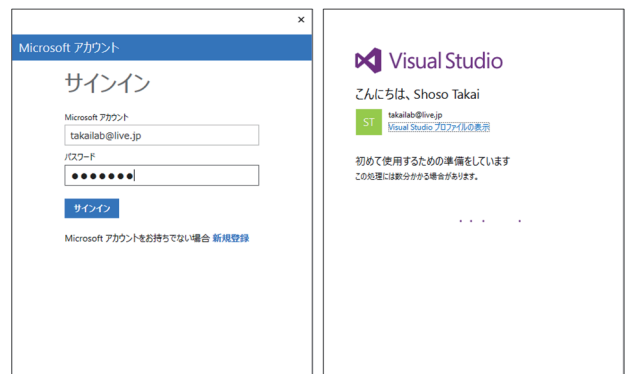 ×
Microsoft アカウント
サインイン
Microsoft アカウント
takailab@live.jp
パスワード
●●●●●●●
サインイン
Microsoft アカウントをお持ちでない場合 新規登録
Visual Studio
こんにちは、Shoso Takai
ST
takailab@live.jp
Visual Studio プロファイルの表示
初めて使用するための準備をしています
この処理には数分かかる場合があります。